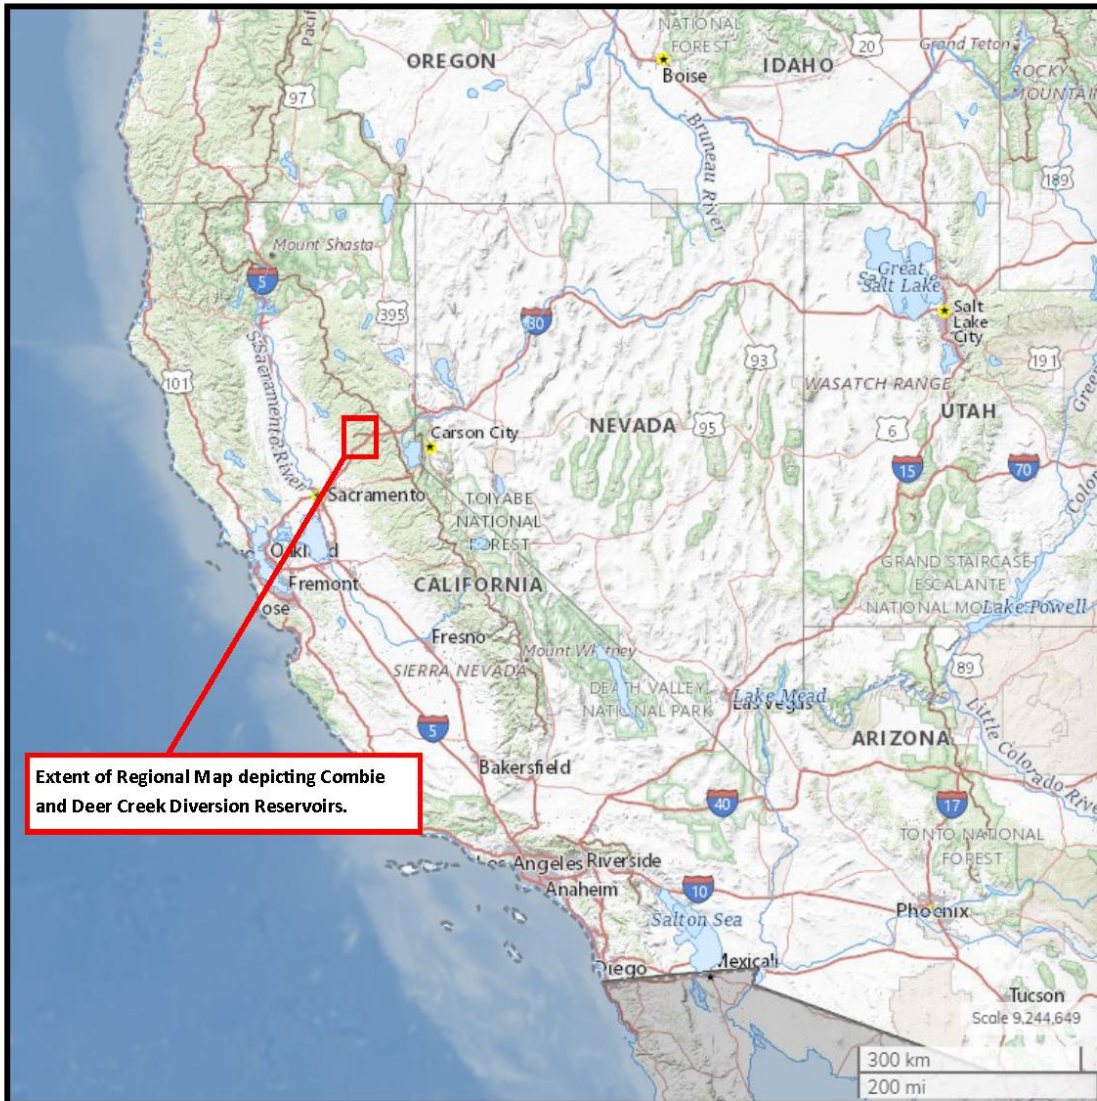 NATIONAL
FOREST
OREGON
20
Grand Teton
Boise
IDAHO
ROCKY
MOUNTAIN
97
Bruneau River
189
Mount Shasta
5
Great
Salt Lake
395
80
Salt
Lake
City
93
191
101
Sacramento River
WASATCH RANGE
UTAH
Green
NEVADA
95
6
Carson City
15
70
Sacramento
TOIYABE
NATIONAL
FOREST
Oakland
GRAND STAIRCASE-
ESCALANTE
Fremont
CALIFORNIA
NATIONAL MO
Lake Powell
ose
Fresno
Mount Whitney
89
SIERRA NEVADA
DEATH VALLEY
NATIONAL PARK
Lake Mead
Las Vegas
Little Colorado River
5
ARIZONA
Extent of Regional Map depicting Combie
and Deer Creek Diversion Reservoirs.
Bakersfield
40
17
TONTO NATIONAL
FOREST
Los Angeles
Riverside
Anaheim
10
Phoenix
Salton Sea
Diego
Mexicali
Tucson
Scale 9,244,649
300 km
200 mi